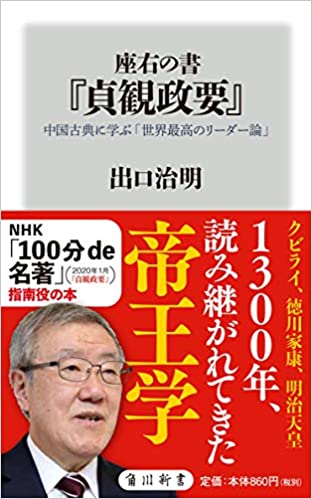 座右の書
『貞観政要』
中国古典に学ぶ「世界最高のリーダー論」
出口治明
クビライ、徳川家康、明治天皇
1300年、
読み継がれてきた
帝王学
NHK
「100分de
名著」(2020年1月『貞観政要』)
指南役の本
角川新書
定価:本体860円(税別)